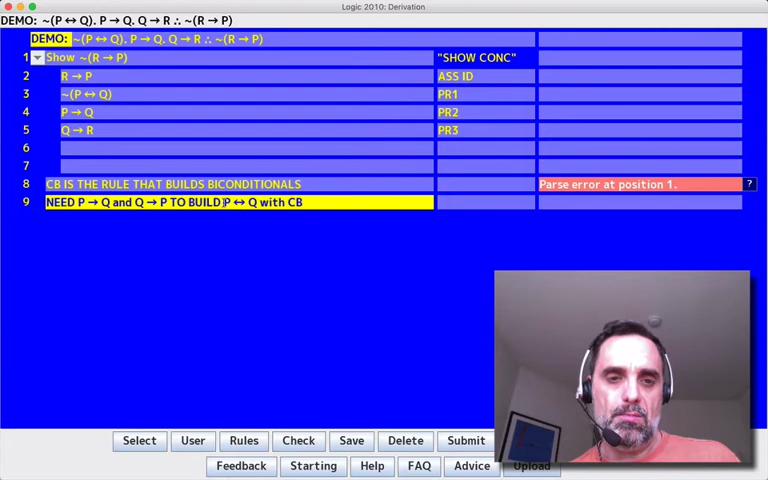 Logic 2010: Derivation
DEMO: ~(P ↔ Q). P → Q. Q → R ∴ ~(R → P)
DEMO: ~(P ↔ Q). P → Q. Q → R ∴ ~(R → P)
1 Show ~(R → P) "SHOW CONC"
2 R → P ASS ID
3 ~(P ↔ Q) PR1
4 P → Q PR2
5 Q → R PR3
6
7
8 CB IS THE RULE THAT BUILDS BICONDITIONALS Parse error at position 1. ?
9 NEED P → Q and Q → P TO BUILD P ↔ Q with CB
Select User Rules Check Save Delete Submit
Feedback Starting Help FAQ Advice Upload